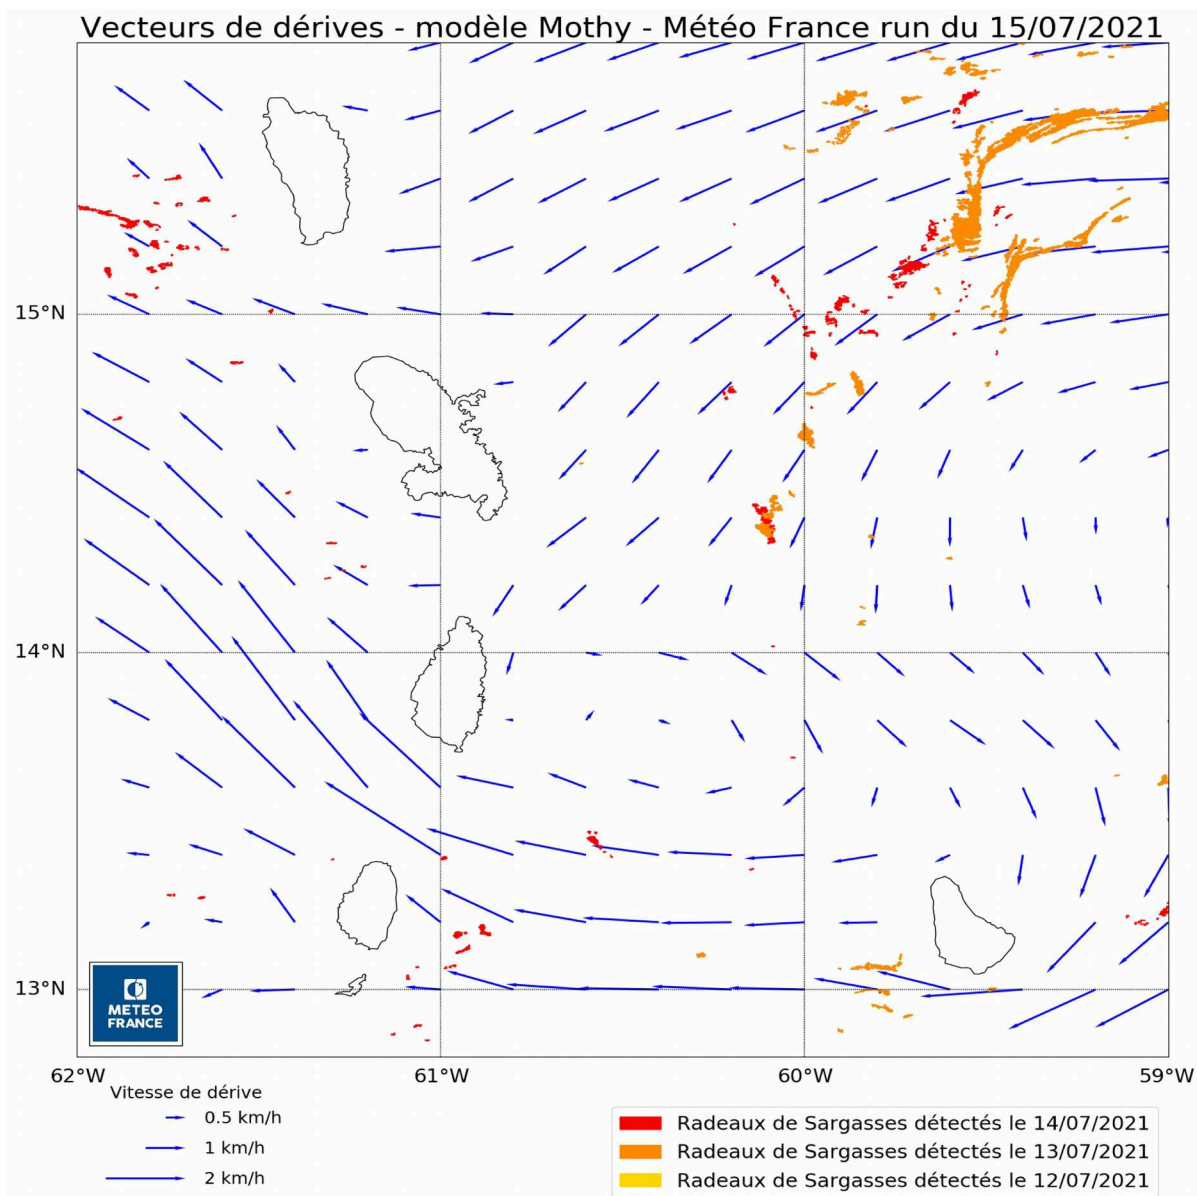 Vecteurs de dérives - modèle Mothy - Météo France run du 15/07/2021
15°N
14°N
13°N
METEO
FRANCE
62°W
61°W
60°W
59°W
Vitesse de dérive
0.5 km/h
1 km/h
2 km/h
Radeaux de Sargasses détectés le 14/07/2021
Radeaux de Sargasses détectés le 13/07/2021
Radeaux de Sargasses détectés le 12/07/2021